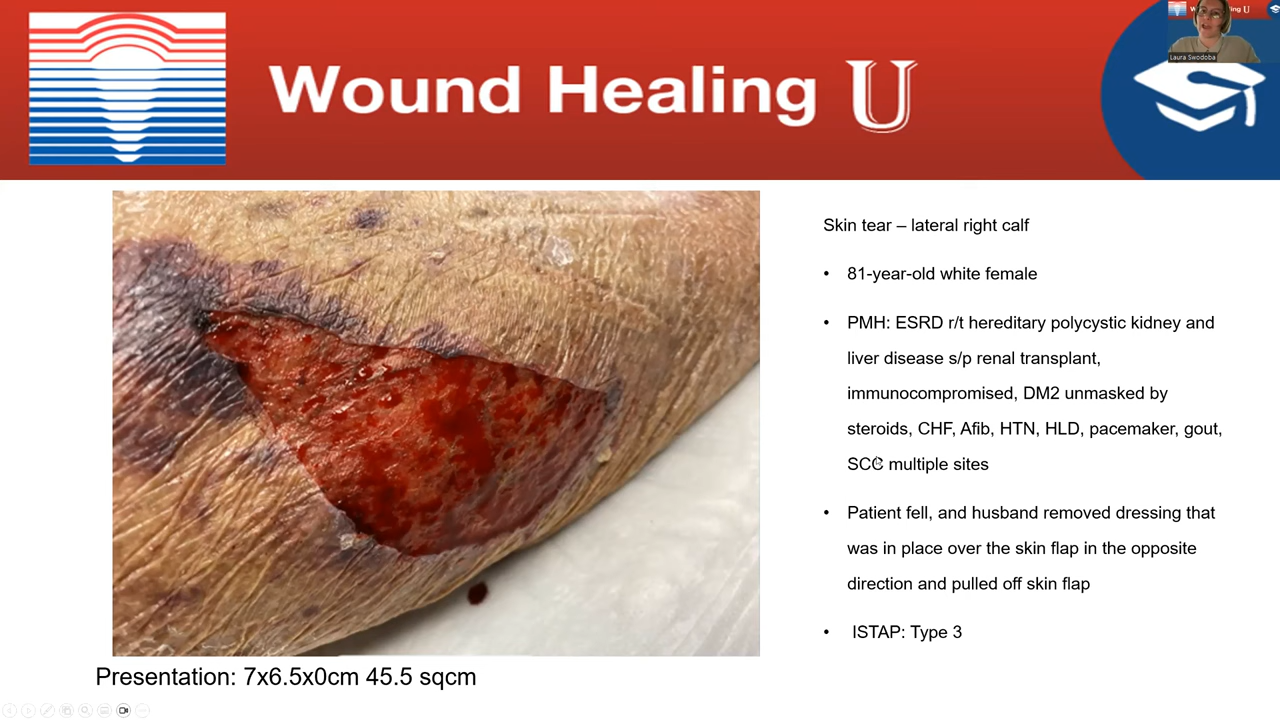 Wound Healing U
Laura Swodoba
Skin tear – lateral right calf
• 81-year-old white female
• PMH: ESRD r/t hereditary polycystic kidney and
liver disease s/p renal transplant,
immunocompromised, DM2 unmasked by
steroids, CHF, Afib, HTN, HLD, pacemaker, gout,
SCC multiple sites
• Patient fell, and husband removed dressing that
was in place over the skin flap in the opposite
direction and pulled off skin flap
• ISTAP: Type 3
Presentation: 7x6.5x0cm 45.5 sqcm